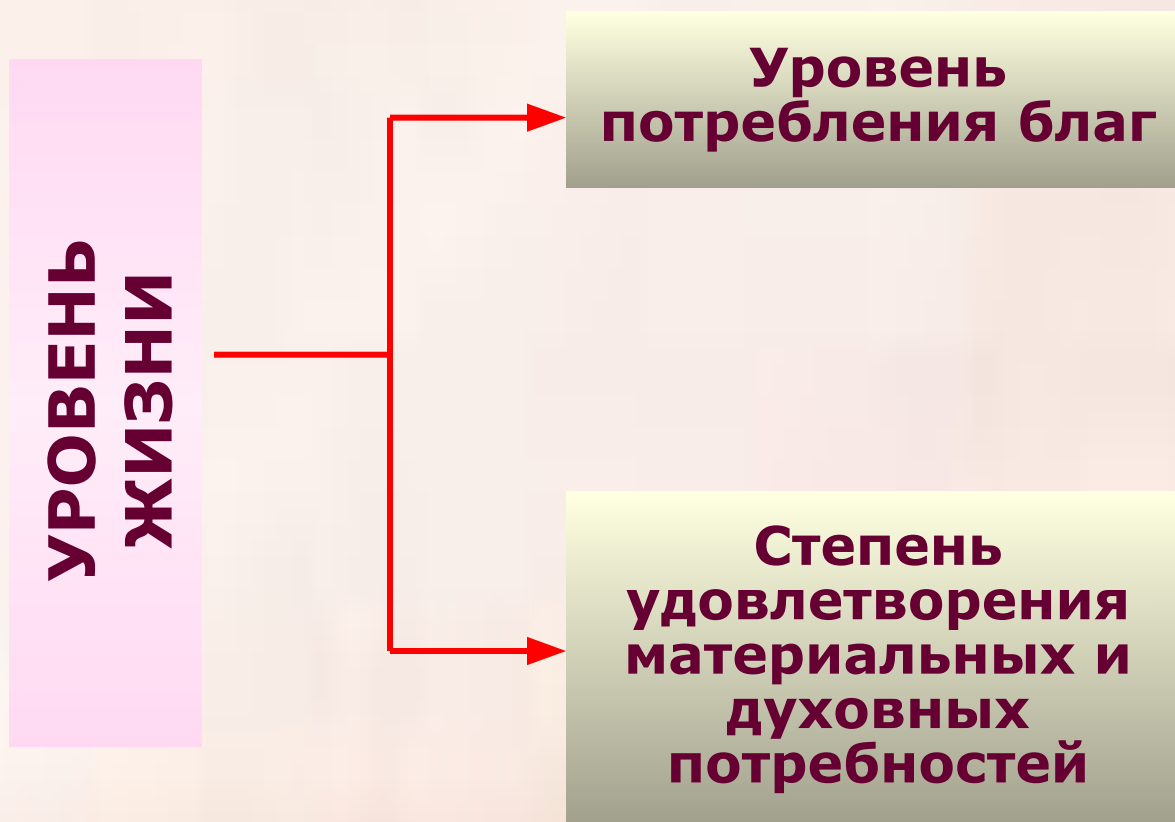 УРОВЕНЬ
ЖИЗНИ
Уровень
потребления благ
Степень
удовлетворения
материальных и
духовных
потребностей